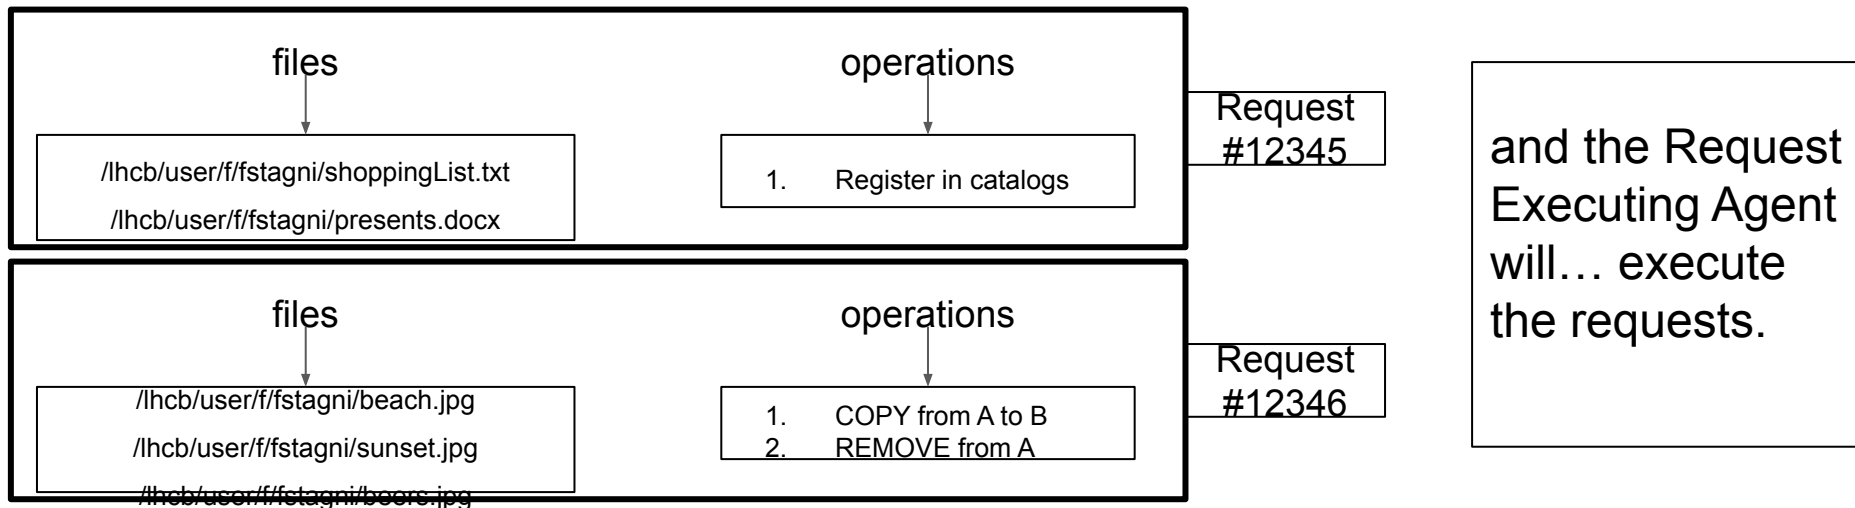 files
operations
/lhcb/user/f/fstagni/shoppingList.txt
/lhcb/user/f/fstagni/presents.docx
1. Register in catalogs
Request
#12345
files
operations
/lhcb/user/f/fstagni/beach.jpg
/lhcb/user/f/fstagni/sunset.jpg
/lhcb/user/f/fstagni/beers.jpg
1. COPY from A to B
2. REMOVE from A
Request
#12346
and the Request
Executing Agent
will… execute
the requests.